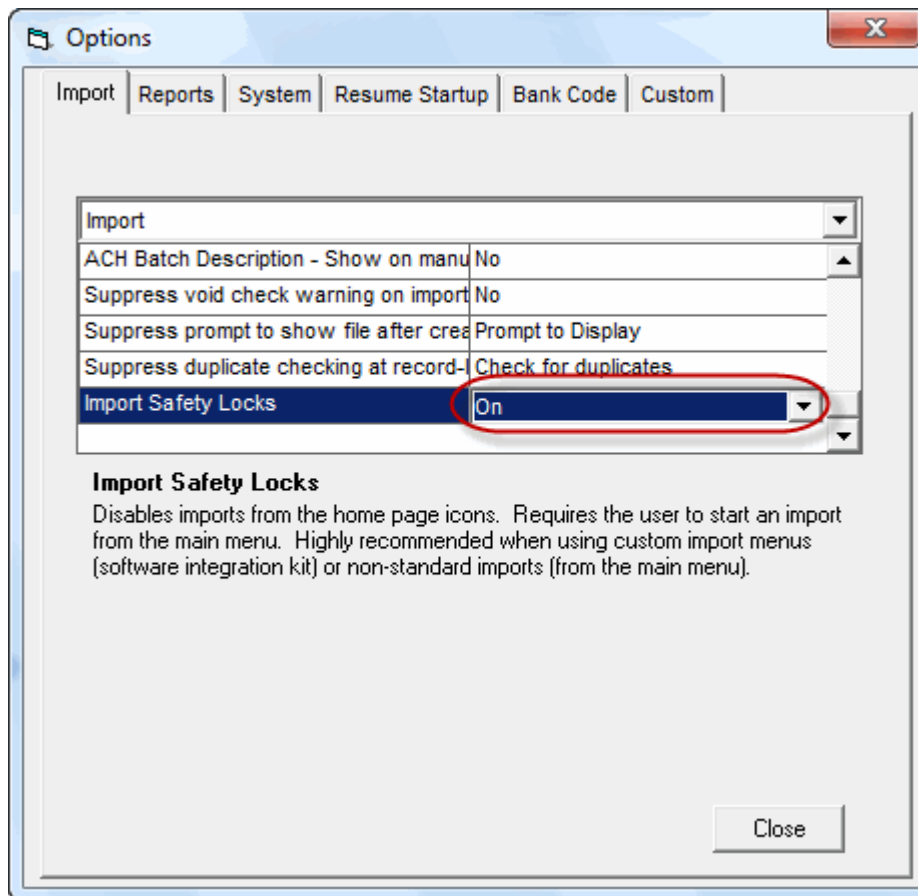 Options
Import Reports System Resume Startup Bank Code Custom
Import
ACH Batch Description - Show on manu No
Suppress void check warning on import No
Suppress prompt to show file after crea Prompt to Display
Suppress duplicate checking at record-l Check for duplicates
Import Safety Locks On
Import Safety Locks
Disables imports from the home page icons. Requires the user to start an import
from the main menu. Highly recommended when using custom import menus
(software integration kit) or non-standard imports (from the main menu).
Close